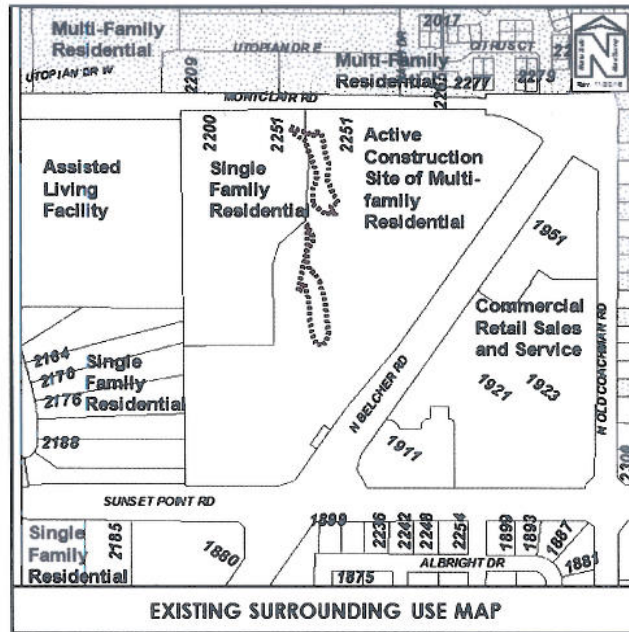 Multi-Family
Residential
UTOPIAN DR E
2017
CITRUS CT
UTOPIAN DR W
2209
Multi-Family
Residential
2277
2279
MONTCLAIR RD
2200
2251
2251
Active
Construction
Site of Multi-
family
Residential
Assisted
Living
Facility
Single
Family
Residential
1951
Commercial
Retail Sales
and Service
N OLD COACHMAN RD
1921
1923
2164
2170
2176
2188
Single
Family
Residential
N BELCHER RD
1911
SUNSET POINT RD
Single
Family
Residential
2185
1880
1899
2236
2242
2248
2254
1899
1893
1887
1881
ALBRIGHT DR
1875
EXISTING SURROUNDING USE MAP